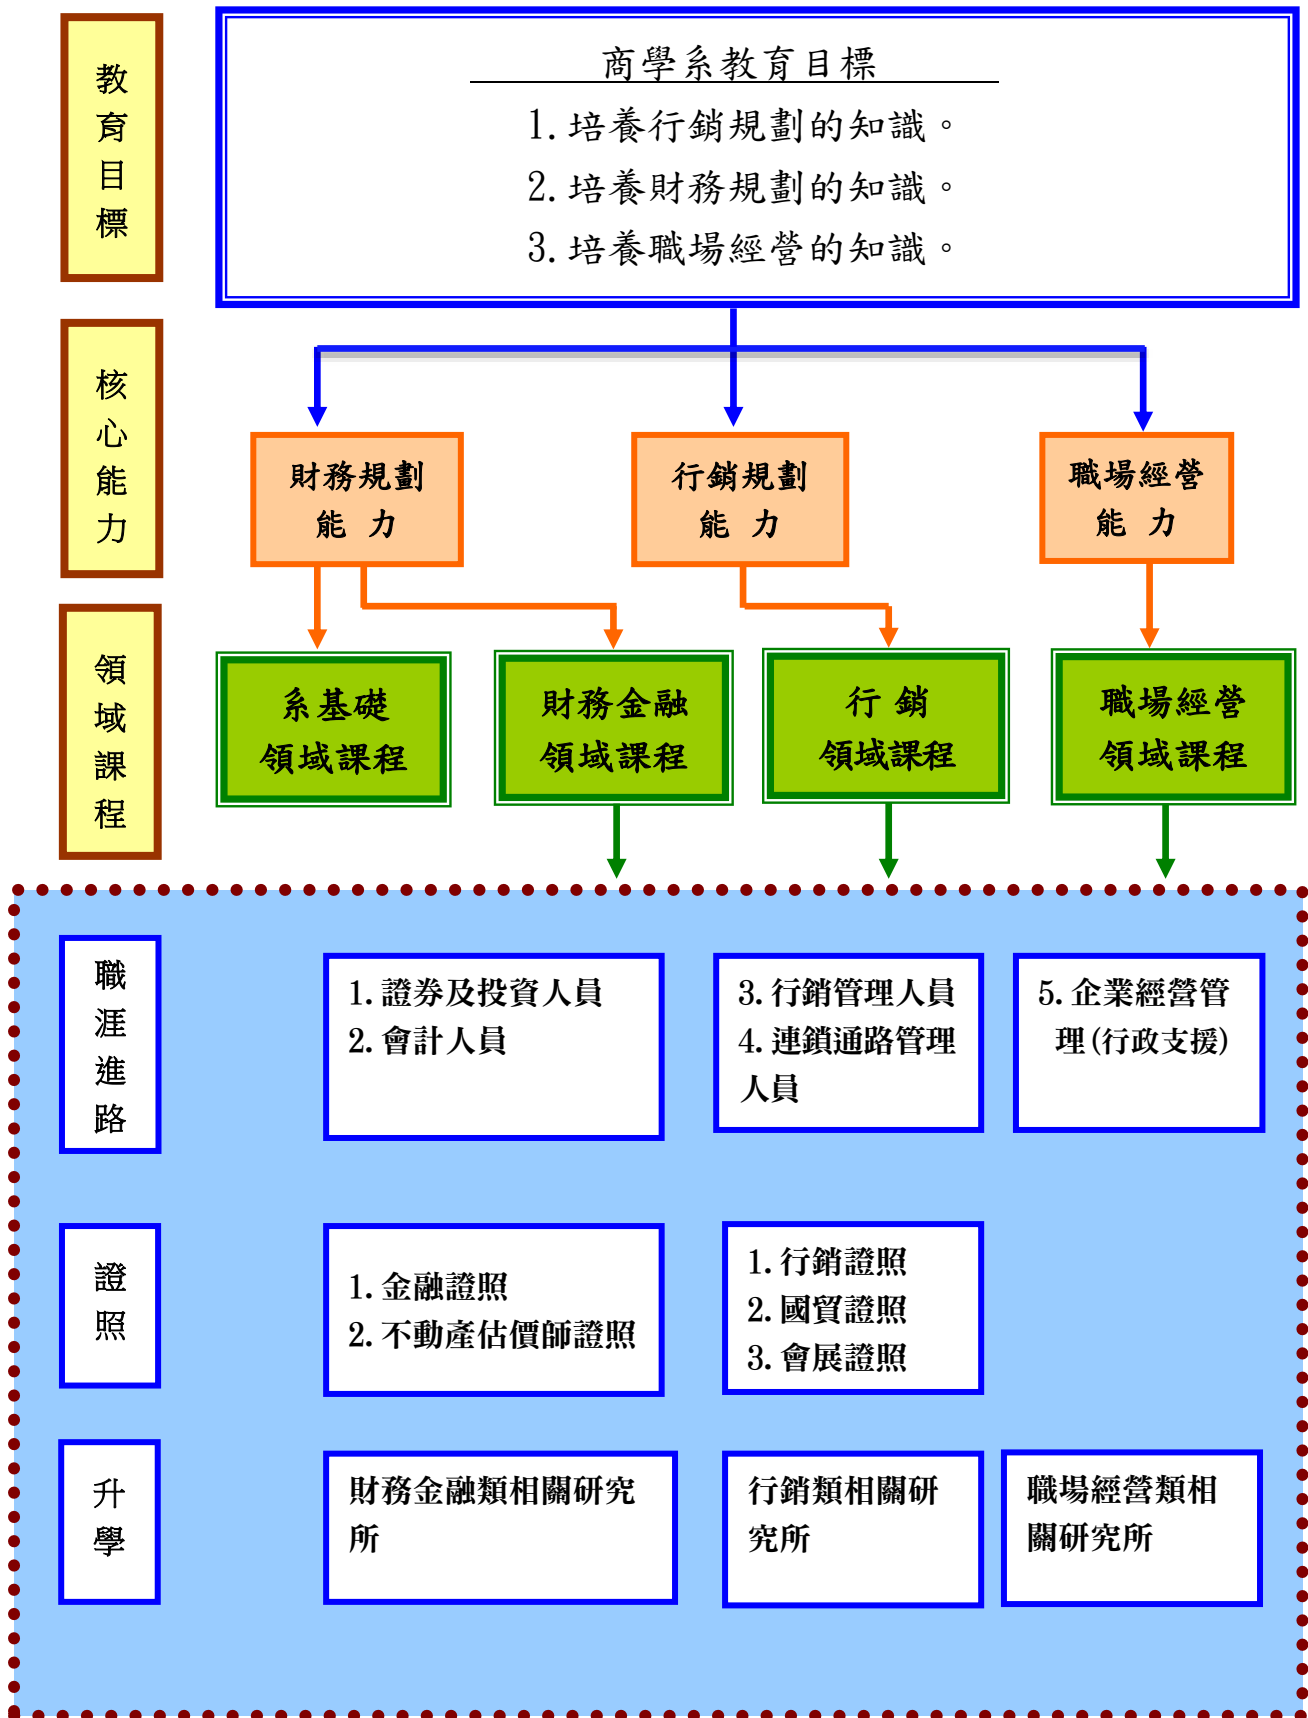 教育目標
商學系教育目標
1.培養行銷規劃的知識。
2.培養財務規劃的知識。
3.培養職場經營的知識。
核心能力
財務規劃
能 力
行銷規劃
能 力
職場經營
能 力
領域課程
系基礎
領域課程
財務金融
領域課程
行 銷
領域課程
職場經營
領域課程
職涯進路
1.證券及投資人員
2.會計人員
3.行銷管理人員
4.連鎖通路管理
人員
5.企業經營管
理(行政支援)
證照
1.金融證照
2.不動產估價師證照
1.行銷證照
2.國貿證照
3.會展證照
升學
財務金融類相關研究
所
行銷類相關研
究所
職場經營類相
關研究所